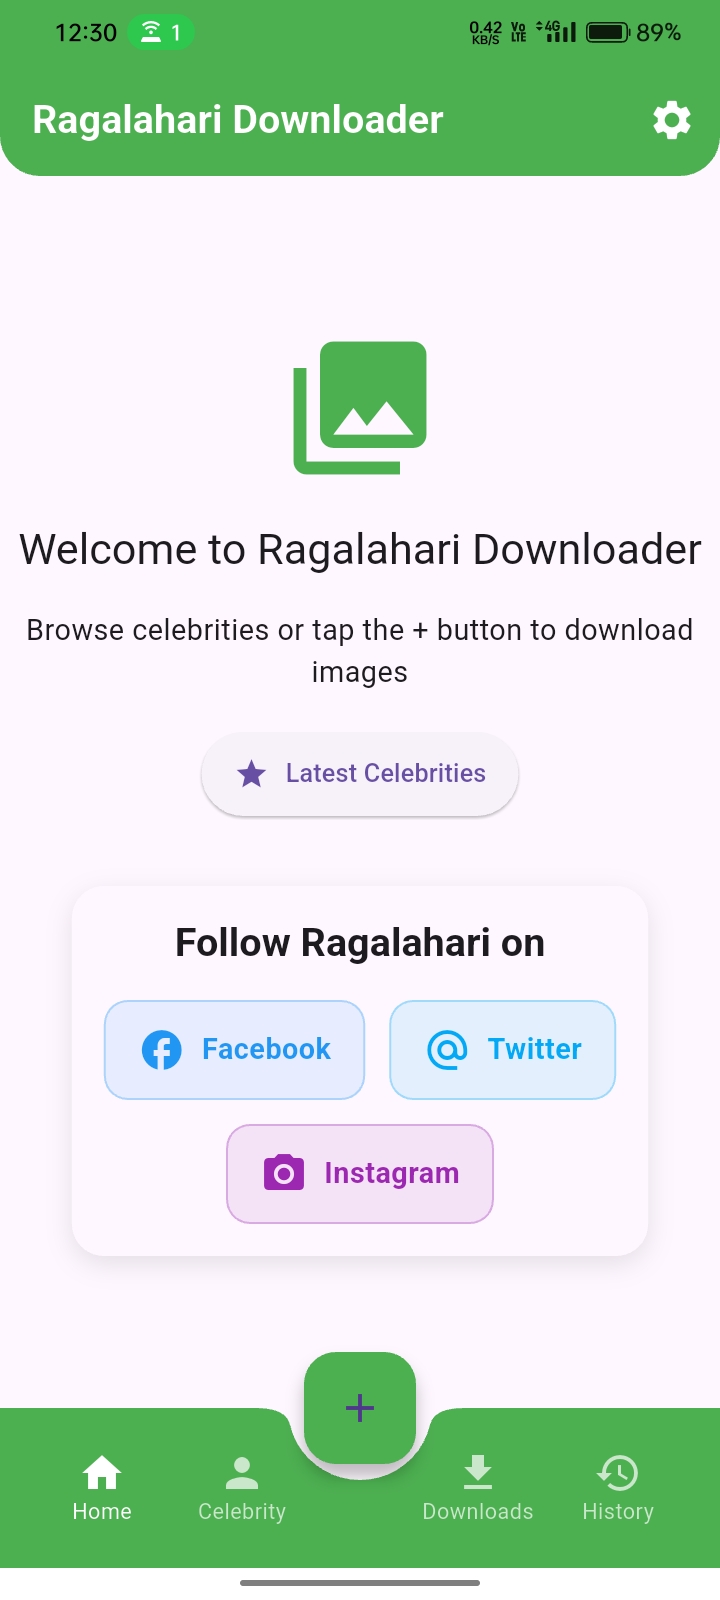 12:30 1 0.42 KB/S Vo LTE 4G 89%
Ragalahari Downloader
Welcome to Ragalahari Downloader
Browse celebrities or tap the + button to download
images
Latest Celebrities
Follow Ragalahari on
Facebook Twitter
Instagram
+
Home Celebrity Downloads History